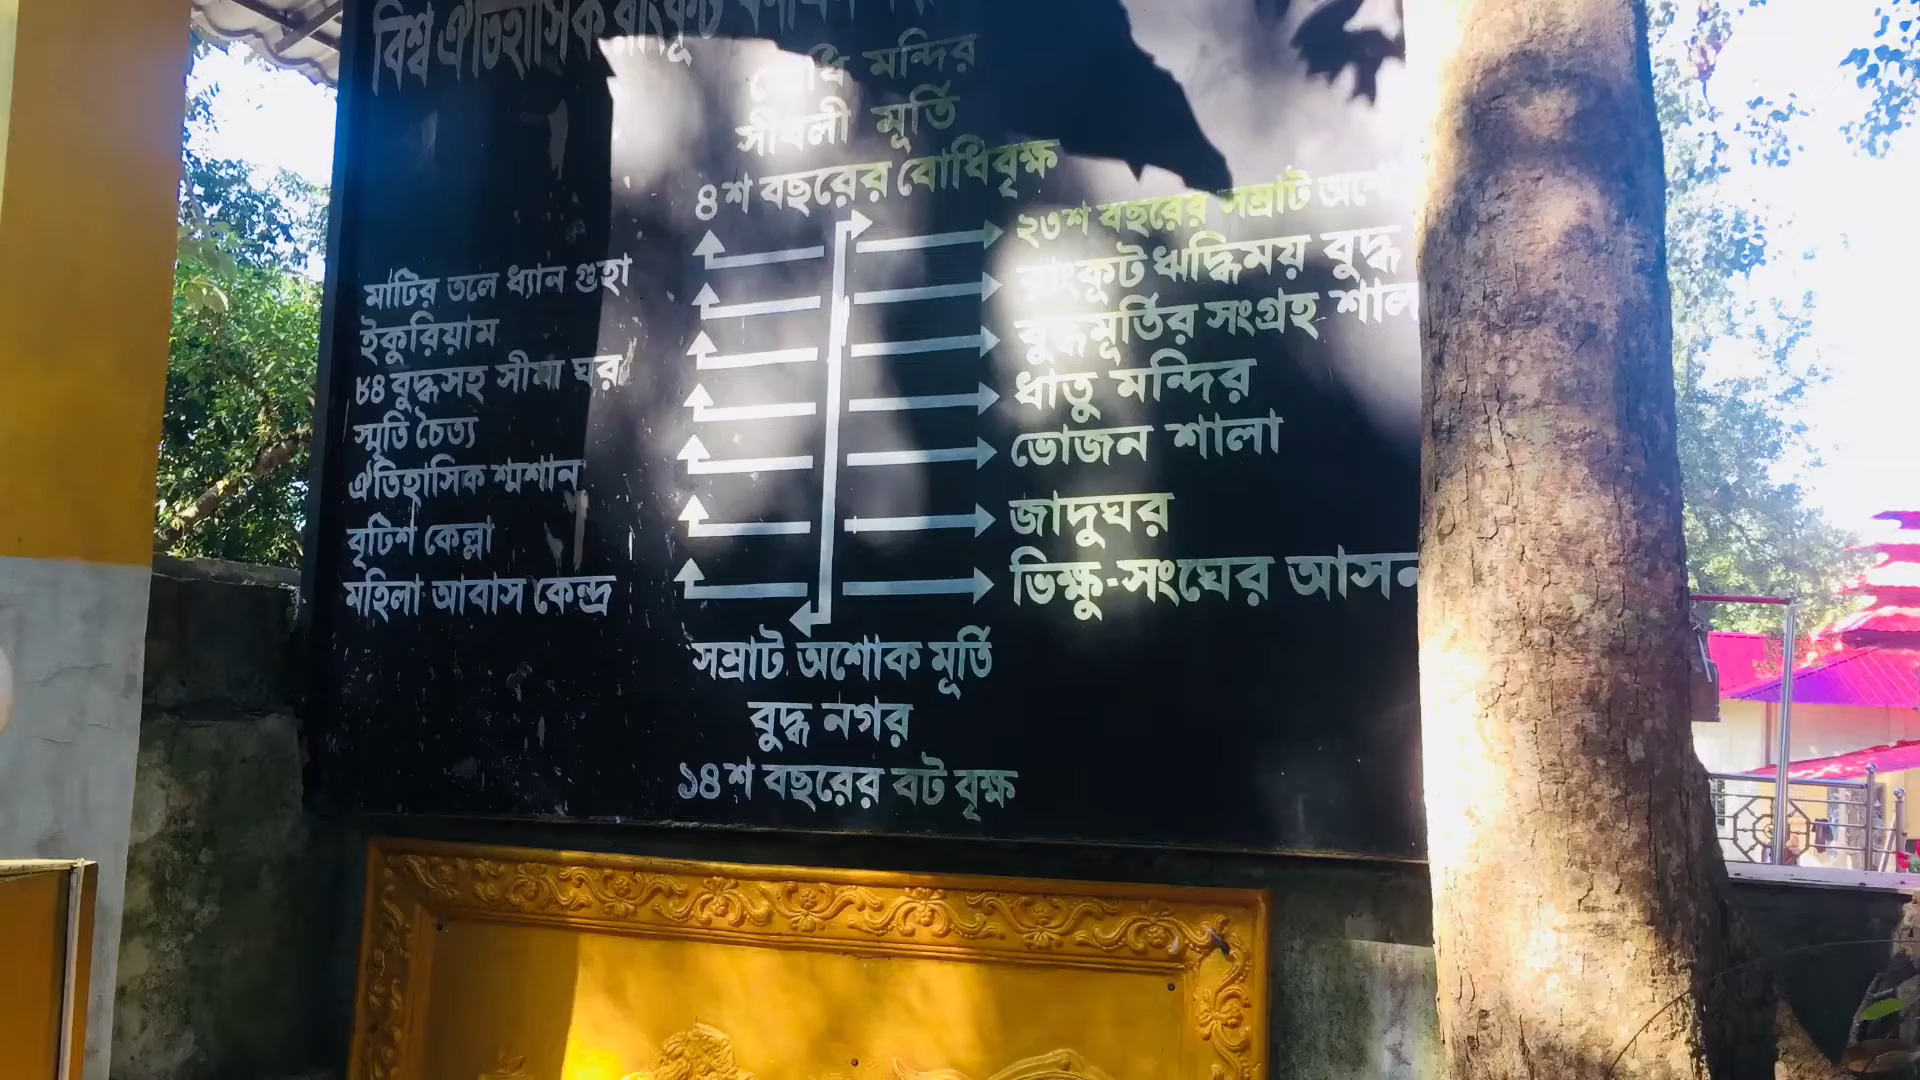 বিশ্ব ঐতিহাসিক রাংকূট
বোধি মন্দির
সীবলী মূর্তি
৪শ বছরের বোধিবৃক্ষ
২৩শ বছরের সম্রাট
রাংকূট ঋদ্ধিময় বুদ্ধ
বুদ্ধমূর্তির সংগ্রহ
ধাতু মন্দির
ভোজন শালা
জাদুঘর
ভিক্ষু-সংঘের
মাটির তলে ধ্যান গুহা
ইকুরিয়াম
৮৪ বুদ্ধসহ সীমা ঘর
স্মৃতি চৈত্য
ঐতিহাসিক শ্মশান
বৃটিশ কেল্লা
মহিলা আবাস কেন্দ্র
সম্রাট অশোক মূর্তি
বুদ্ধ নগর
১৪শ বছরের বট বৃক্ষ